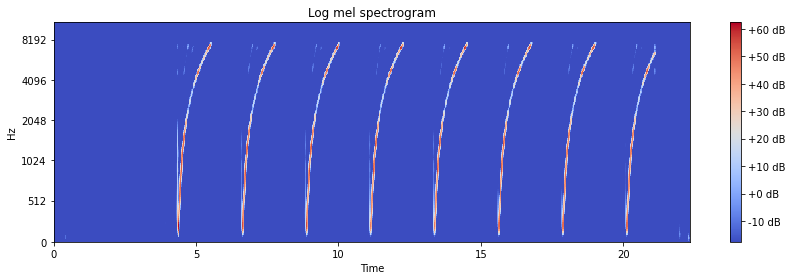 Log mel spectrogram
8192
4096
2048
1024
512
0
Hz
0
5
10
15
20
Time
+60 dB
+50 dB
+40 dB
+30 dB
+20 dB
+10 dB
+0 dB
-10 dB